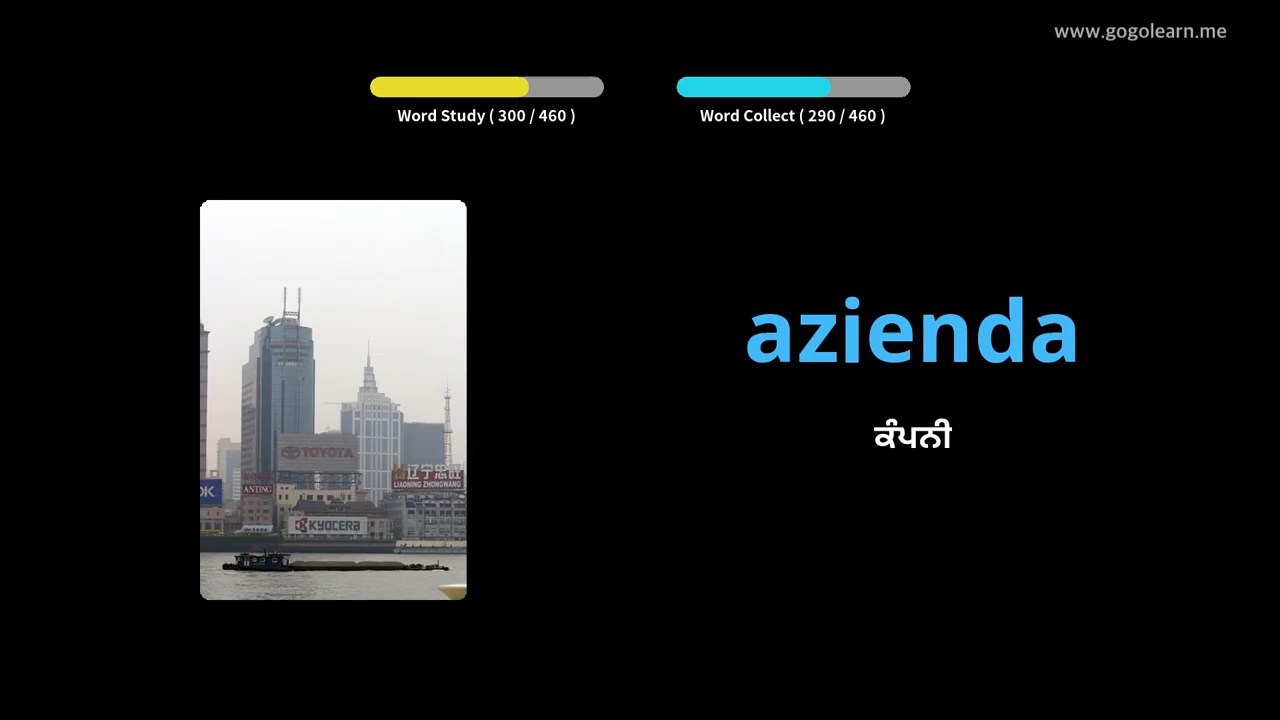 www.gogolearn.me
Word Study ( 300 / 460 )
Word Collect ( 290 / 460 )
azienda
ਕੰਪਨੀ
TOYOTA
辽宁忠旺
LIAONING ZHONGWANG
OK
ANTING
KYOCERA